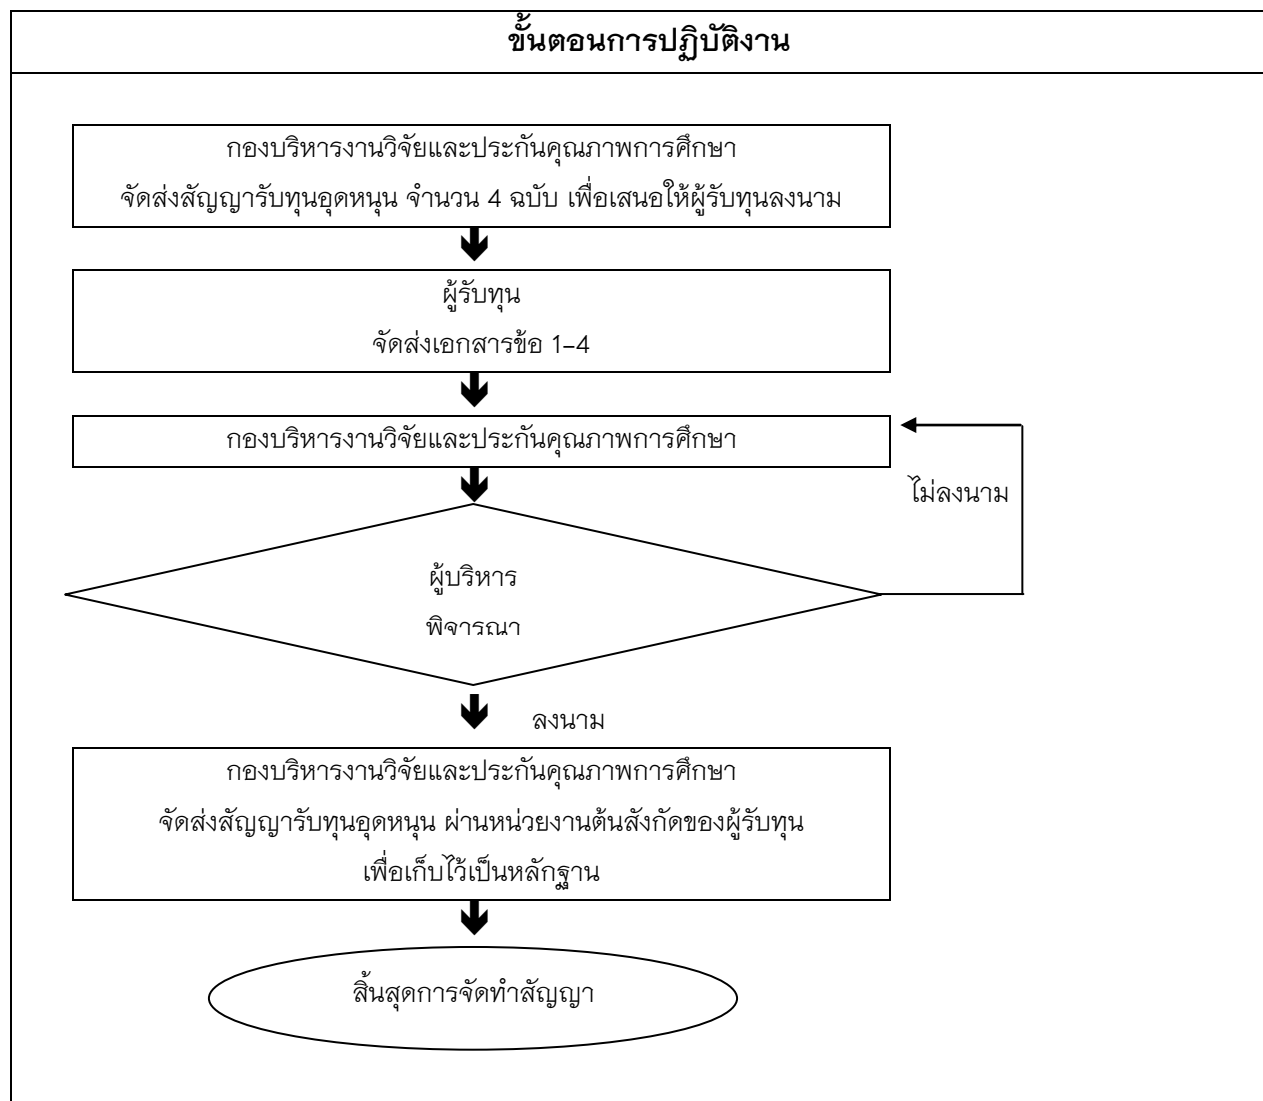 ขั้นตอนการปฏิบัติงาน
กองบริหารงานวิจัยและประกันคุณภาพการศึกษา
จัดส่งสัญญารับทุนอุดหนุน จำนวน 4 ฉบับ เพื่อเสนอให้ผู้รับทุนลงนาม
ผู้รับทุน
จัดส่งเอกสารข้อ 1–4
กองบริหารงานวิจัยและประกันคุณภาพการศึกษา
ไม่ลงนาม
ผู้บริหาร
พิจารณา
ลงนาม
กองบริหารงานวิจัยและประกันคุณภาพการศึกษา
จัดส่งสัญญารับทุนอุดหนุน ผ่านหน่วยงานต้นสังกัดของผู้รับทุน
เพื่อเก็บไว้เป็นหลักฐาน
สิ้นสุดการจัดทำสัญญา